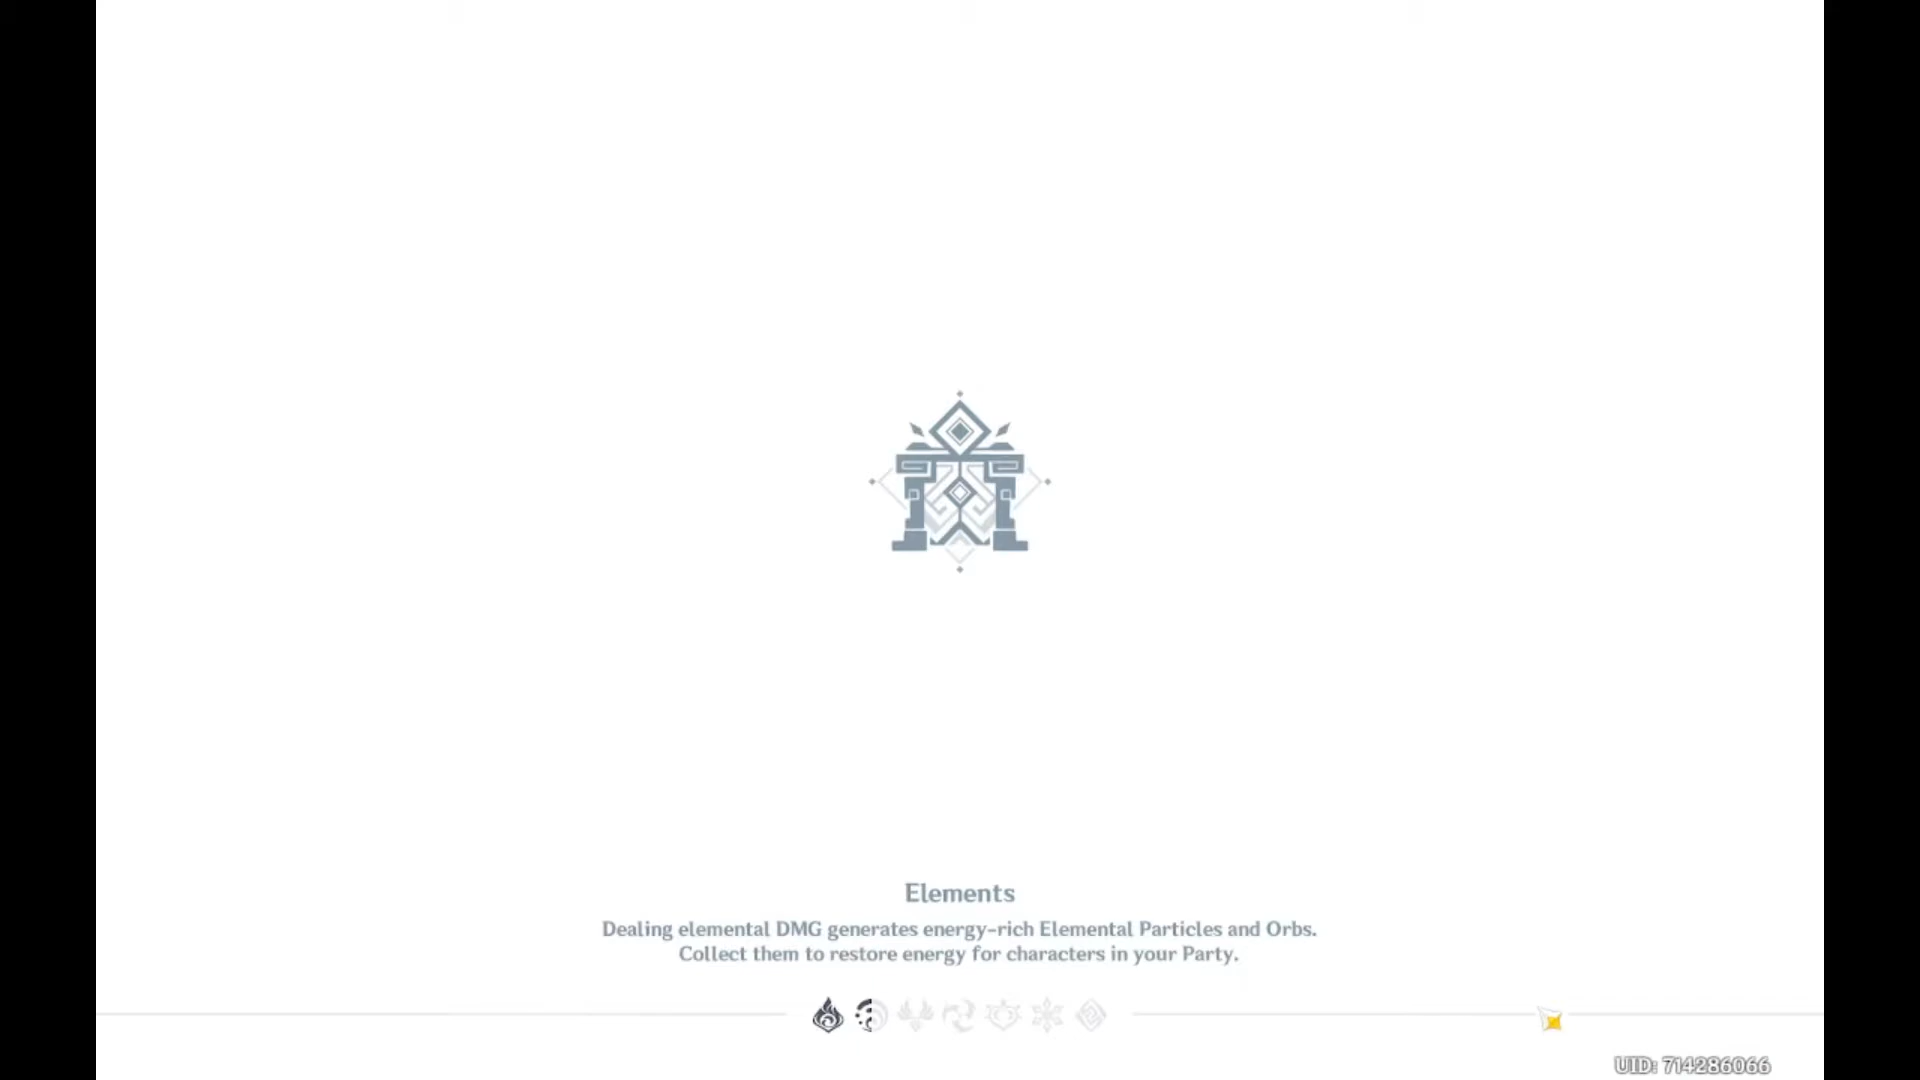 Elements
Dealing elemental DMG generates energy-rich Elemental Particles and Orbs.
Collect them to restore energy for characters in your Party.
UID: 714286066